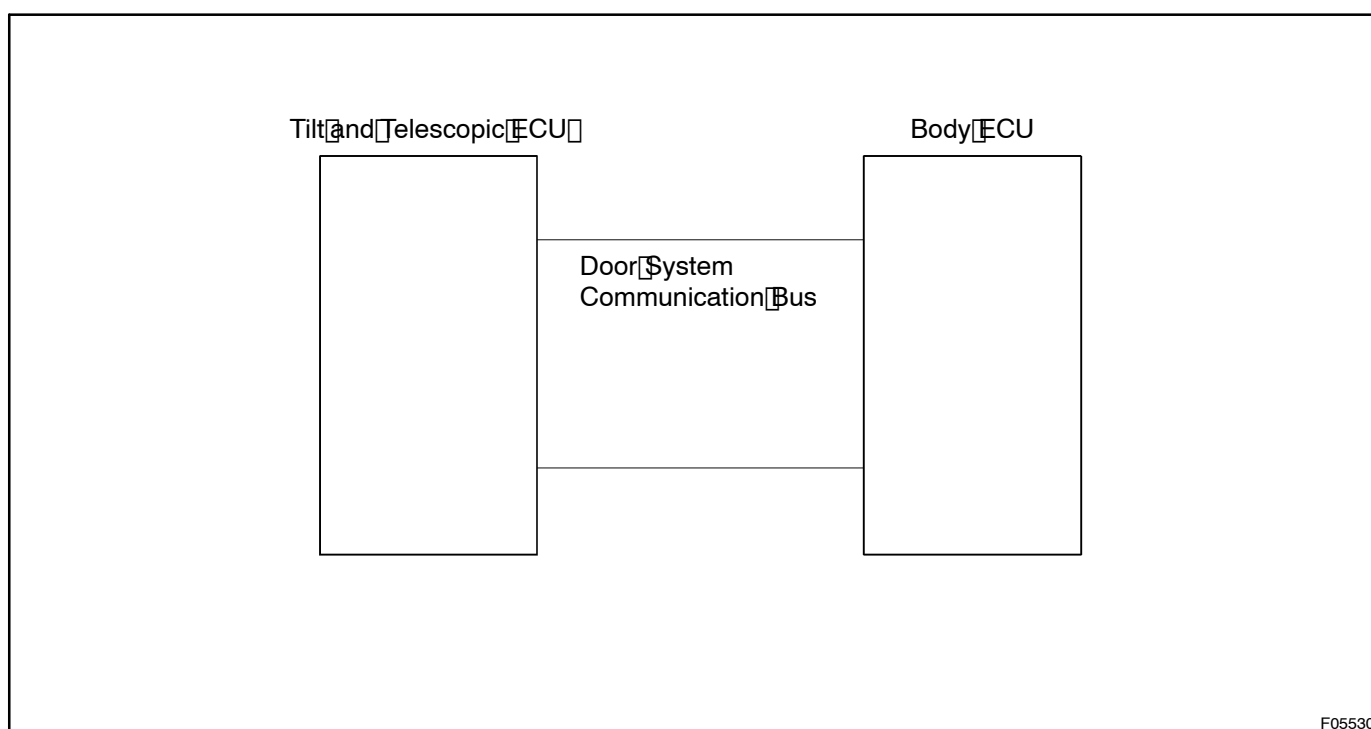 Tilt and Telescopic ECU
Body ECU
Door System
Communication Bus
F05530